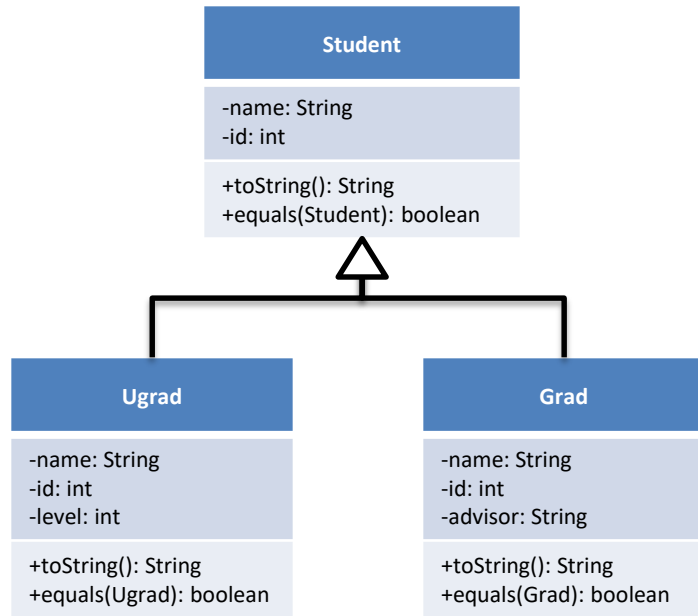 Student
-name: String
-id: int
+toString(): String
+equals(Student): boolean
Ugrad
-name: String
-id: int
-level: int
+toString(): String
+equals(Ugrad): boolean
Grad
-name: String
-id: int
-advisor: String
+toString(): String
+equals(Grad): boolean